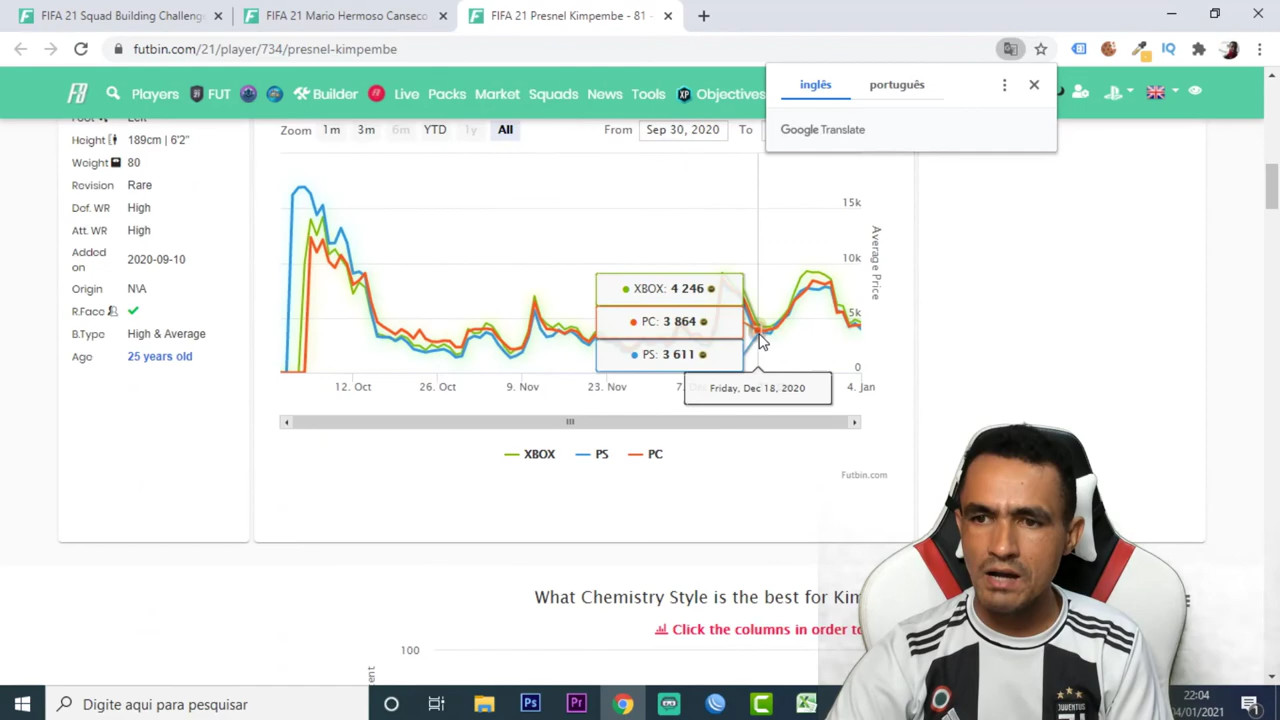 FIFA 21 Squad Building Challeng
FIFA 21 Mario Hermoso Canseco
FIFA 21 Presnel Kimpembe - 81 -
futbin.com/21/player/734/presnel-kimpembe
Players
UT
Builder
Live
Packs
Market
Squads
News
Tools
XP Objectives
inglês
português
Google Translate
Foot Left
Height 189cm | 6'2"
Weight 80
Revision Rare
Def. WR High
Att. WR High
Added on 2020-09-10
Origin N\A
R.Face
B.Type High & Average
Age 25 years old
Zoom 1m 3m 6m YTD 1y All
From Sep 30, 2020 To
15k
10k
5k
0
Average Price
XBOX: 4 246
PC: 3 864
PS: 3 611
Friday, Dec 18, 2020
12. Oct 26. Oct 9. Nov 23. Nov 4. Jan
XBOX PS PC
Futbin.com
What Chemistry Style is the best for Kim
Click the columns in order to
100
Digite aqui para pesquisar
Ps
Pr
22:04
04/01/2021
JUVENTUS